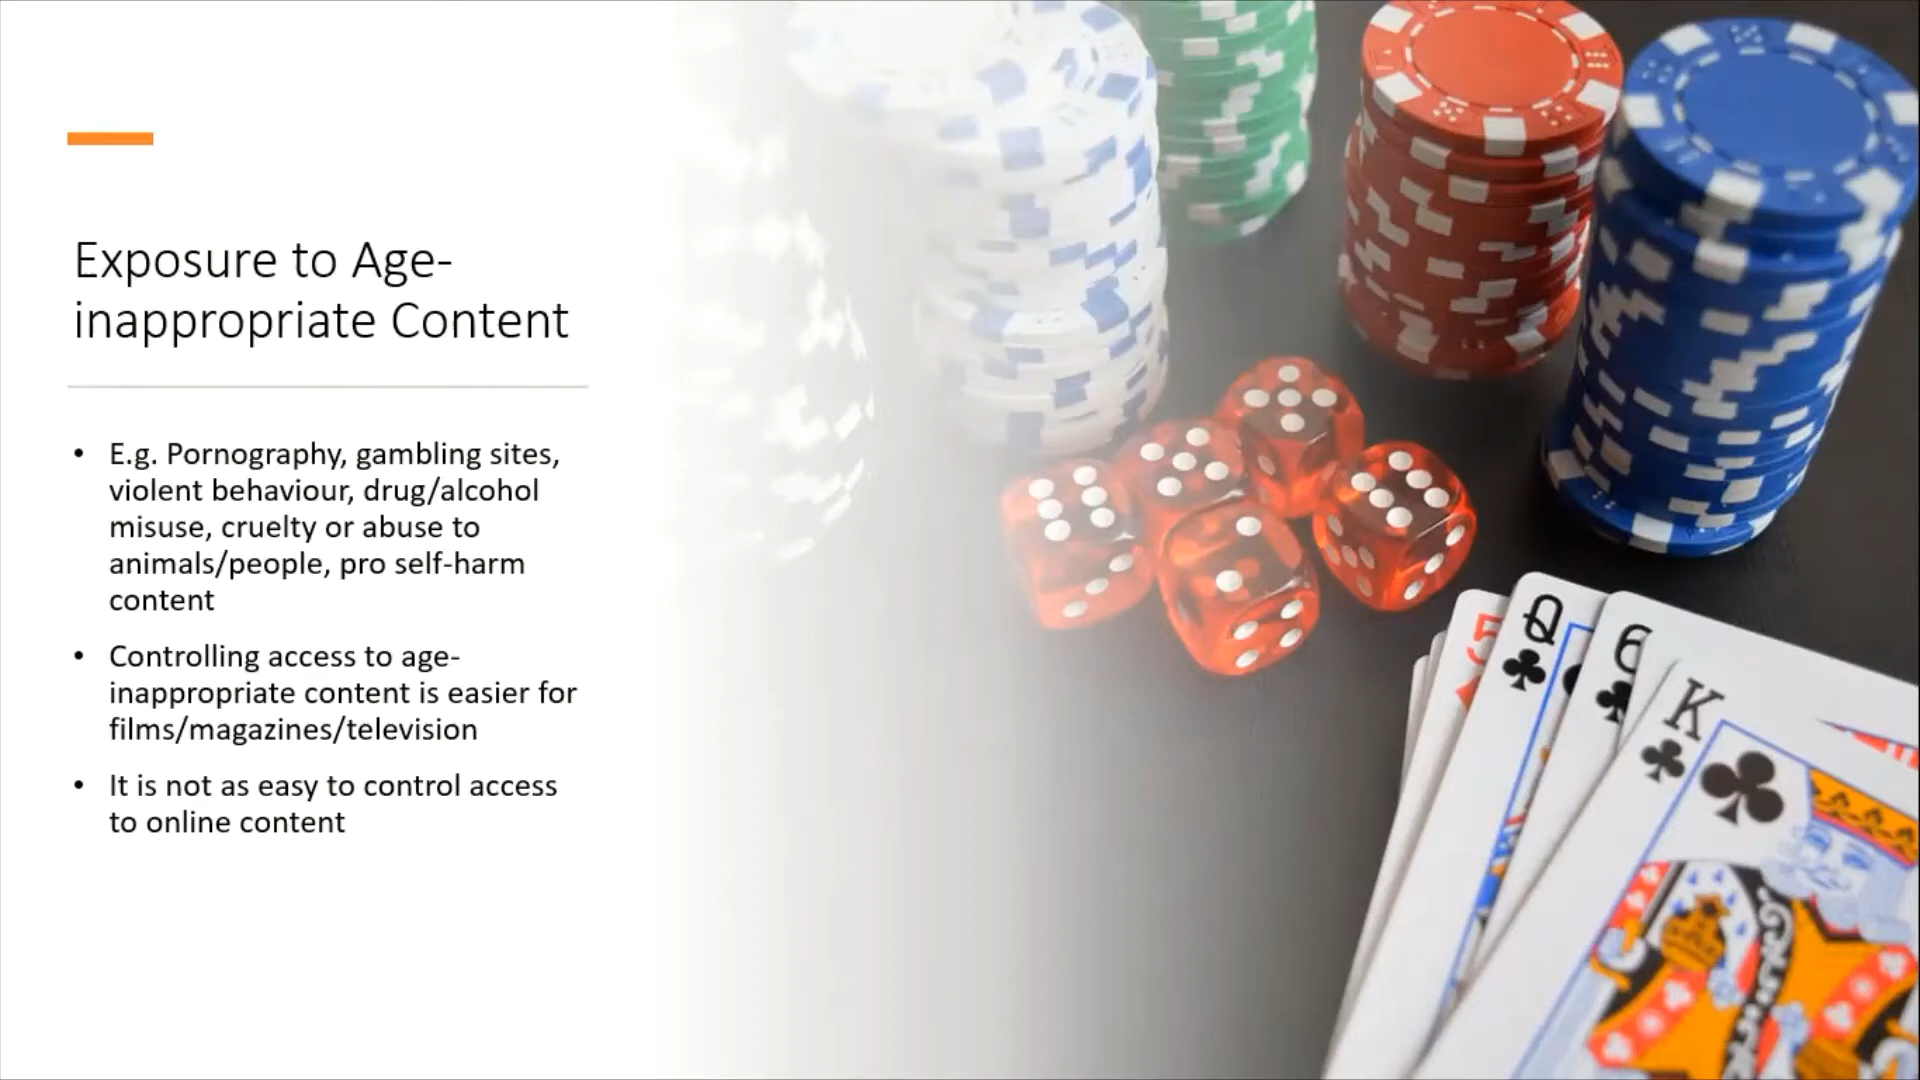 Exposure to Age-
inappropriate Content
• E.g. Pornography, gambling sites,
violent behaviour, drug/alcohol
misuse, cruelty or abuse to
animals/people, pro self-harm
content
• Controlling access to age-
inappropriate content is easier for
films/magazines/television
• It is not as easy to control access
to online content
5
Q
6
K